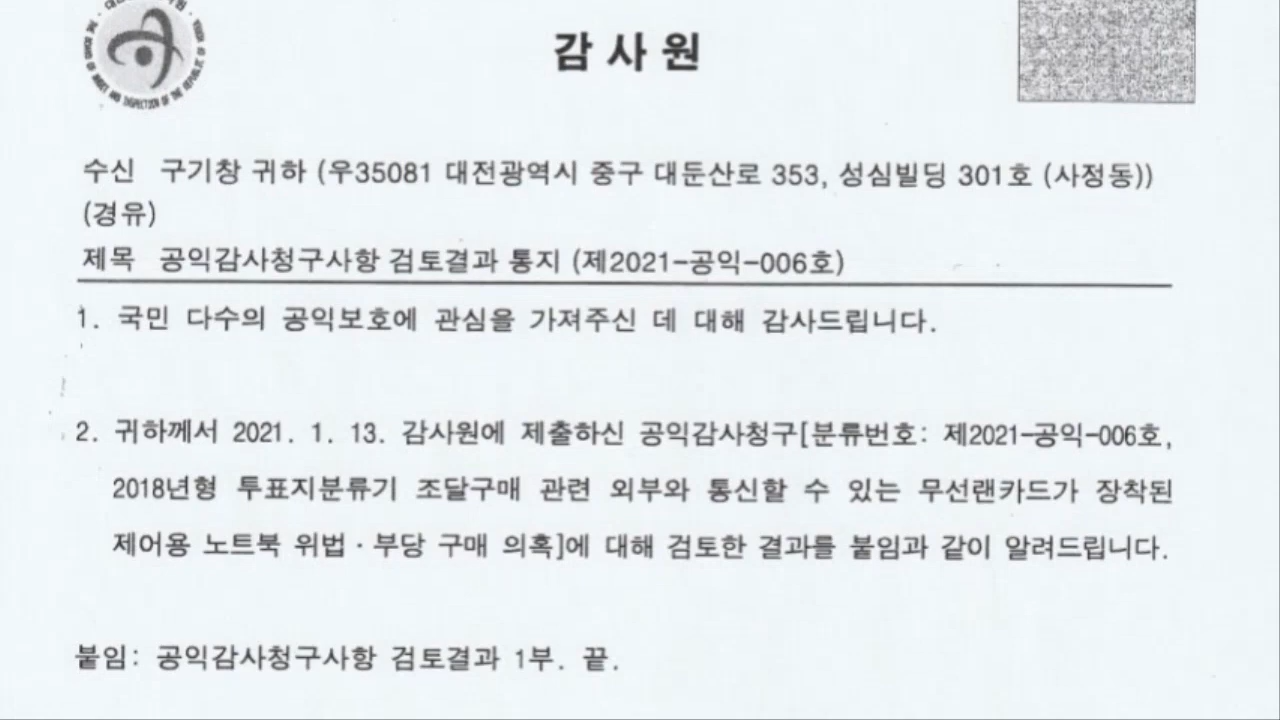 감사원
수신 구기창 귀하 (우35081 대전광역시 중구 대둔산로 353, 성심빌딩 301호 (사정동))
(경유)
제목 공익감사청구사항 검토결과 통지 (제2021-공익-006호)
1. 국민 다수의 공익보호에 관심을 가져주신 데 대해 감사드립니다.
2. 귀하께서 2021. 1. 13. 감사원에 제출하신 공익감사청구[분류번호: 제2021-공익-006호,
2018년형 투표지분류기 조달구매 관련 외부와 통신할 수 있는 무선랜카드가 장착된
제어용 노트북 위법·부당 구매 의혹]에 대해 검토한 결과를 붙임과 같이 알려드립니다.
붙임: 공익감사청구사항 검토결과 1부. 끝.